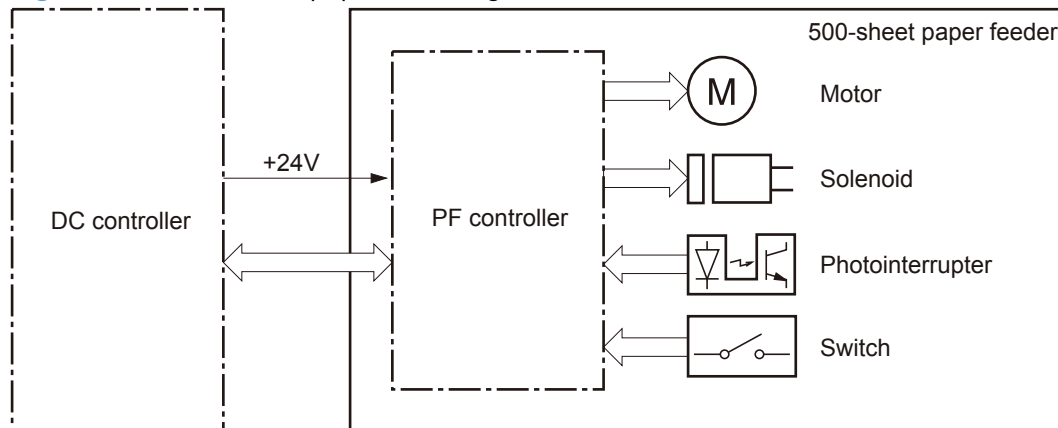 500-sheet paper feeder
M
Motor
+24V
Solenoid
DC controller
PF controller
Photointerrupter
Switch